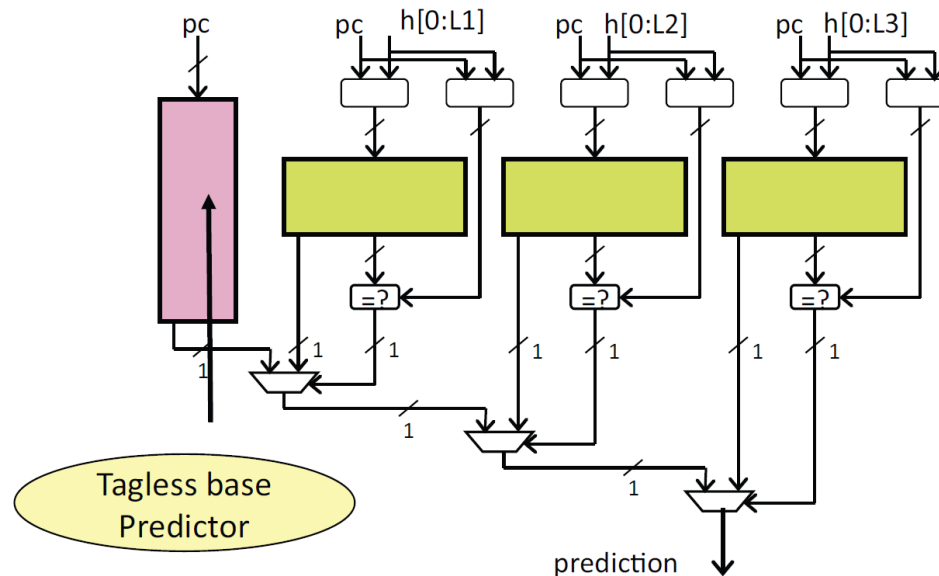 pc
pc h[0:L1]
pc h[0:L2]
pc h[0:L3]
=?
=?
=?
1
1
1
1
1
1
1
1
1
Tagless base
Predictor
prediction